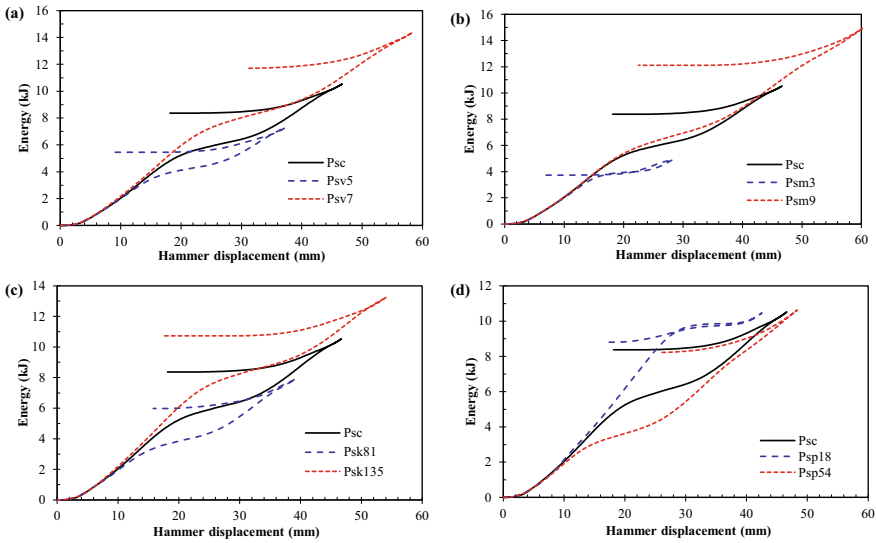 (a)
16
14
12
10
8
6
4
2
0
Energy (kJ)
Psc
Psv5
Psv7
0 10 20 30 40 50 60
Hammer displacement (mm)
(b)
16
14
12
10
8
6
4
2
0
Energy (kJ)
Psc
Psm3
Psm9
0 10 20 30 40 50 60
Hammer displacement (mm)
(c)
14
12
10
8
6
4
2
0
Energy (kJ)
Psc
Psk81
Psk135
0 10 20 30 40 50 60
Hammer displacement (mm)
(d)
12
10
8
6
4
2
0
Energy (kJ)
Psc
Psp18
Psp54
0 10 20 30 40 50 60
Hammer displacement (mm)